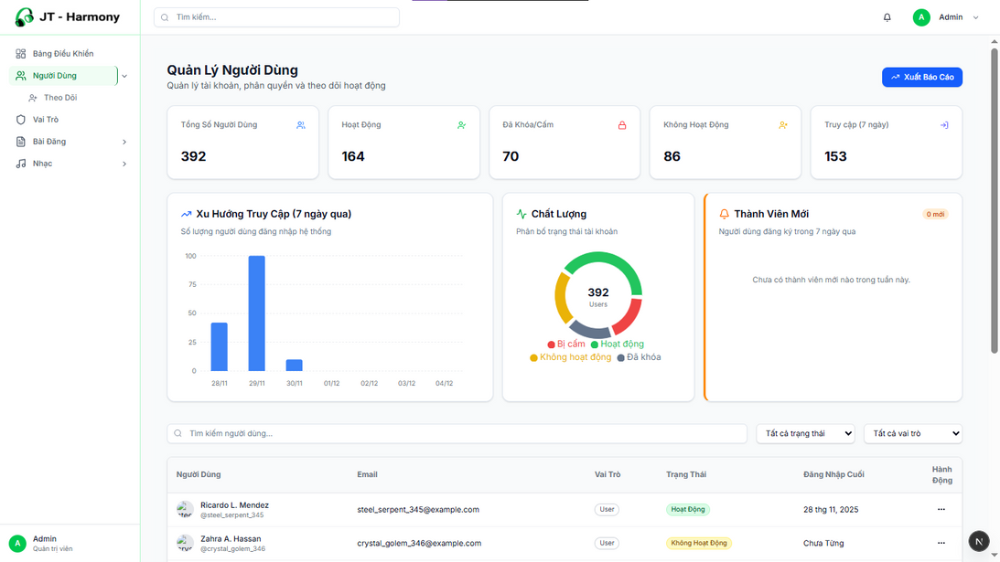 JT - Harmony
Tìm kiếm...
A Admin
Bảng Điều Khiển
Người Dùng
Theo Dõi
Vai Trò
Bài Đăng
Nhạc
A
Admin
Quản trị viên
Quản Lý Người Dùng
Quản lý tài khoản, phân quyền và theo dõi hoạt động
Xuất Báo Cáo
Tổng Số Người Dùng
392
Hoạt Động
164
Đã Khóa/Cấm
70
Không Hoạt Động
86
Truy cập (7 ngày)
153
Xu Hướng Truy Cập (7 ngày qua)
Số lượng người dùng đăng nhập hệ thống
100
75
50
25
0
28/11 29/11 30/11 01/12 02/12 03/12 04/12
Chất Lượng
Phân bố trạng thái tài khoản
392
Users
Bị cấm Hoạt động
Không hoạt động Đã khóa
Thành Viên Mới 0 mới
Người dùng đăng ký trong 7 ngày qua
Chưa có thành viên mới nào trong tuần này.
Tìm kiếm người dùng... Tất cả trạng thái Tất cả vai trò
Người Dùng Email Vai Trò Trạng Thái Đăng Nhập Cuối Hành
Động
Ricardo L. Mendez
@steel_serpent_345
steel_serpent_345@example.com User Hoạt Động 28 thg 11, 2025 ...
Zahra A. Hassan
@crystal_golem_346
crystal_golem_346@example.com User Không Hoạt Động Chưa Từng ...
N